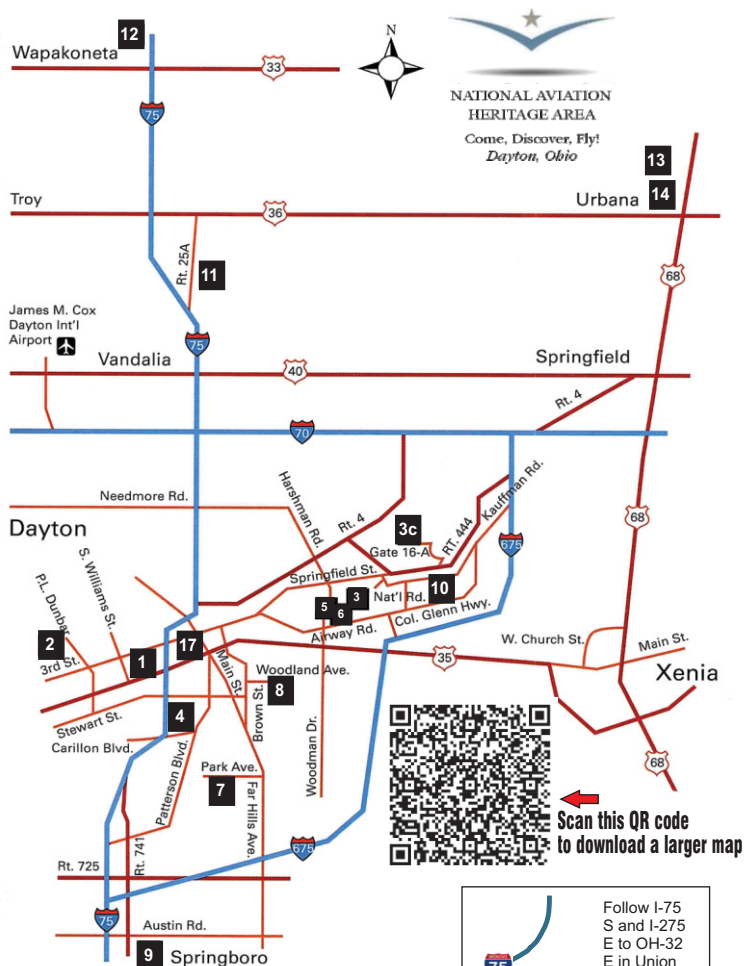 12
Wapakoneta
33
75
N
NATIONAL AVIATION
HERITAGE AREA
Come, Discover, Fly!
Dayton, Ohio
13
14
Troy
36
Urbana
Rt. 25A
11
68
James M. Cox
Dayton Int'l
Airport
75
Vandalia
40
Springfield
Rt. 4
70
Needmore Rd.
Harshman Rd.
Rt. 4
3c
Gate 16-A
RT. 444
Kauffman Rd.
675
68
Dayton
S. Williams St.
P.L. Dunbar
Springfield St.
5
6
3
Nat'l Rd.
10
Col. Glenn Hwy.
Airway Rd.
2
3rd St.
1
17
Main St.
35
W. Church St.
Main St.
Xenia
Woodland Ave.
8
Brown St.
Stewart St.
4
Carillon Blvd.
Patterson Blvd.
Park Ave.
7
Far Hills Ave.
Woodman Dr.
68
Scan this QR code
to download a larger map
Rt. 741
675
Rt. 725
75
Austin Rd.
9
Springboro
Follow I-75
S and I-275
E to OH-32
E in Union
75